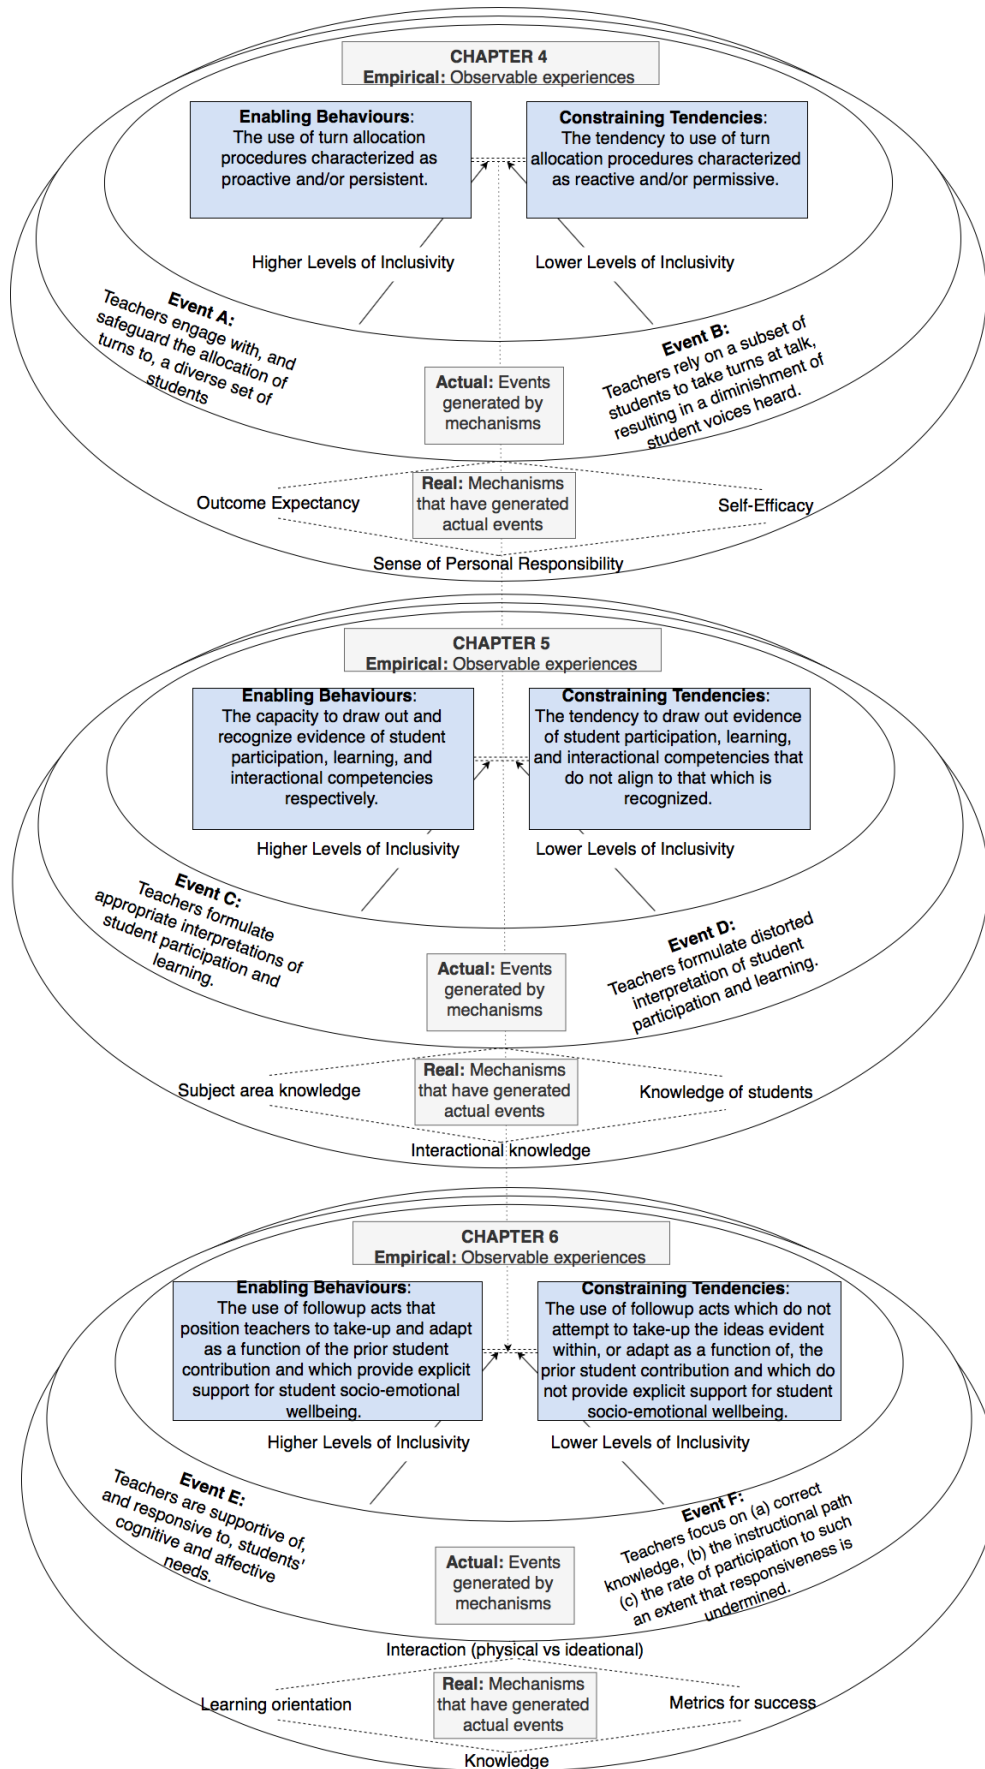 CHAPTER 4
Empirical: Observable experiences
Enabling Behaviours:
The use of turn allocation
procedures characterized as
proactive and/or persistent.
Constraining Tendencies:
The tendency to use of turn
allocation procedures characterized
as reactive and/or permissive.
Higher Levels of Inclusivity
Lower Levels of Inclusivity
Event A:
Teachers engage with, and
safeguard the allocation of
turns to, a diverse set of
students
Event B:
Teachers rely on a subset of
students to take turns at talk,
resulting in a diminishment of
student voices heard.
Actual: Events
generated by
mechanisms
Real: Mechanisms
that have generated
actual events
Outcome Expectancy
Self-Efficacy
Sense of Personal Responsibility
CHAPTER 5
Empirical: Observable experiences
Enabling Behaviours:
The capacity to draw out and
recognize evidence of student
participation, learning, and
interactional competencies
respectively.
Constraining Tendencies:
The tendency to draw out evidence
of student participation, learning,
and interactional competencies that
do not align to that which is
recognized.
Higher Levels of Inclusivity
Lower Levels of Inclusivity
Event C:
Teachers formulate
appropriate interpretations of
student participation and
learning.
Event D:
Teachers formulate distorted
interpretation of student
participation and learning.
Actual: Events
generated by
mechanisms
Real: Mechanisms
that have generated
actual events
Subject area knowledge
Knowledge of students
Interactional knowledge
CHAPTER 6
Empirical: Observable experiences
Enabling Behaviours:
The use of followup acts that
position teachers to take-up and adapt
as a function of the prior student
contribution and which provide explicit
support for student socio-emotional
wellbeing.
Constraining Tendencies:
The use of followup acts which do not
attempt to take-up the ideas evident
within, or adapt as a function of, the
prior student contribution and which do
not provide explicit support for student
socio-emotional wellbeing.
Higher Levels of Inclusivity
Lower Levels of Inclusivity
Event E:
Teachers are supportive of,
and responsive to, students'
cognitive and affective
needs.
Event F:
Teachers focus on (a) correct
knowledge, (b) the instructional path
(c) the rate of participation to such
an extent that responsiveness is
undermined.
Actual: Events
generated by
mechanisms
Interaction (physical vs ideational)
Real: Mechanisms
that have generated
actual events
Learning orientation
Metrics for success
Knowledge